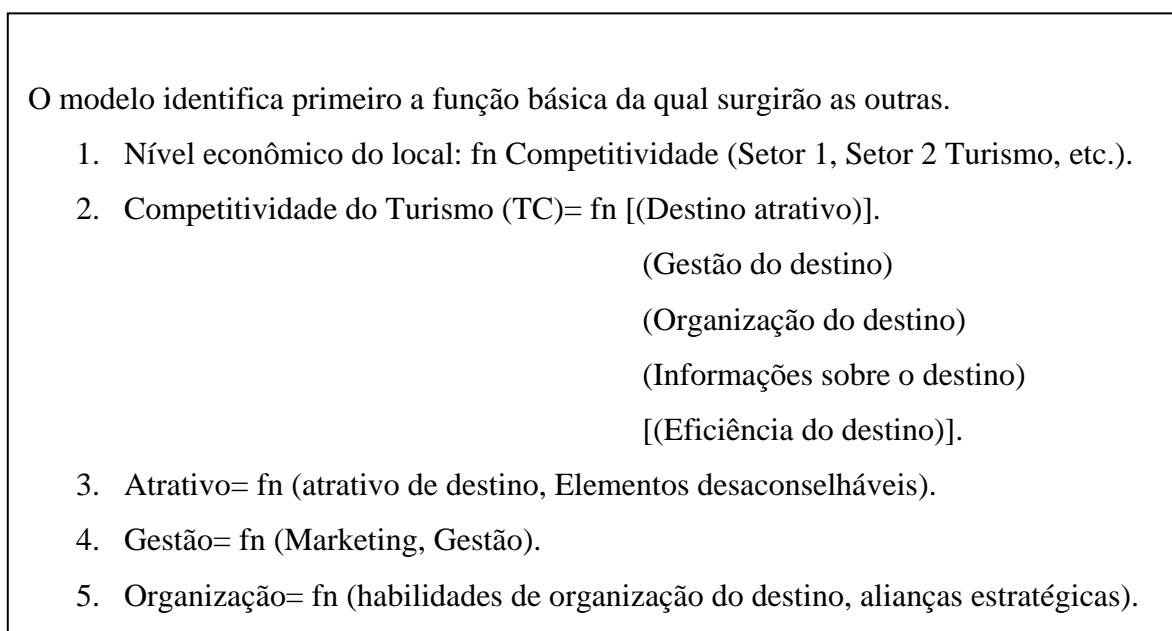 O modelo identifica primeiro a função básica da qual surgirão as outras.
1. Nível econômico do local: fn Competitividade (Setor 1, Setor 2 Turismo, etc.).
2. Competitividade do Turismo (TC)= fn [(Destino atrativo)].
(Gestão do destino)
(Organização do destino)
(Informações sobre o destino)
[(Eficiência do destino)].
3. Atrativo= fn (atrativo de destino, Elementos desaconselháveis).
4. Gestão= fn (Marketing, Gestão).
5. Organização= fn (habilidades de organização do destino, alianças estratégicas).